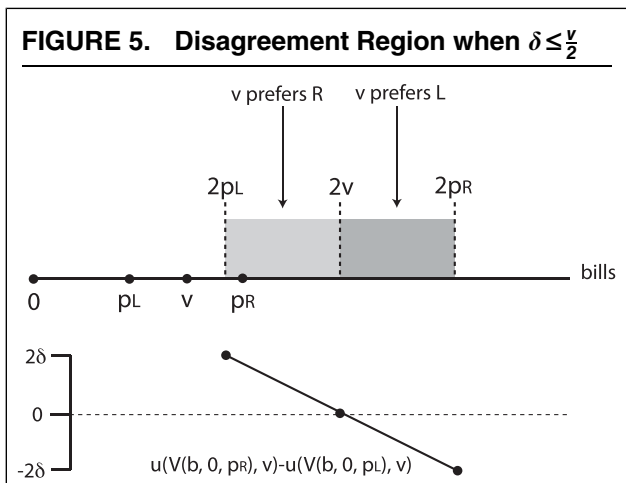 FIGURE 5. Disagreement Region when δ ≤ v/2
v prefers R v prefers L
2pL 2v 2pR
bills
0 pL v pR
2δ
0
-2δ
u(V(b, 0, pR), v)-u(V(b, 0, pL), v)